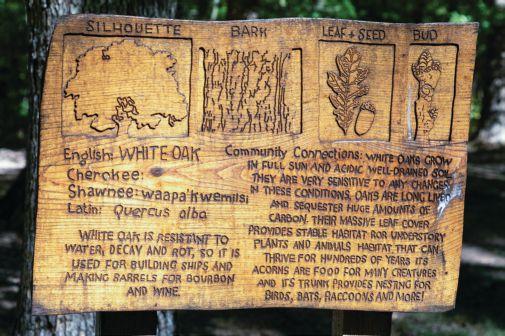 SILHOUETTE BARK LEAF + SEED BUD
English: WHITE OAK
Cherokee:
Shawnee: waapa'kwemilsi
Latin: Quercus alba
WHITE OAK IS RESISTANT TO
WATER, DECAY AND ROT, SO IT IS
USED FOR BUILDING SHIPS AND
MAKING BARRELS FOR BOURBON
AND WINE.
Community Connections: WHITE OAKS GROW
IN FULL SUN AND ACIDIC WELL-DRAINED SOIL.
THEY ARE VERY SENSITIVE TO ANY CHANGES
IN THESE CONDITIONS, OAKS ARE LONG LIVED
AND SEQUESTER HUGE AMOUNTS OF
CARBON. THEIR MASSIVE LEAF COVER
PROVIDES STABLE HABITAT FOR UNDERSTORY
PLANTS AND ANIMALS HABITAT THAT CAN
THRIVE FOR HUNDREDS OF YEARS ITS
ACORNS ARE FOOD FOR MANY CREATURES
AND ITS TRUNK PROVIDES NESTING FOR
BIRDS, BATS, RACCOONS AND MORE!